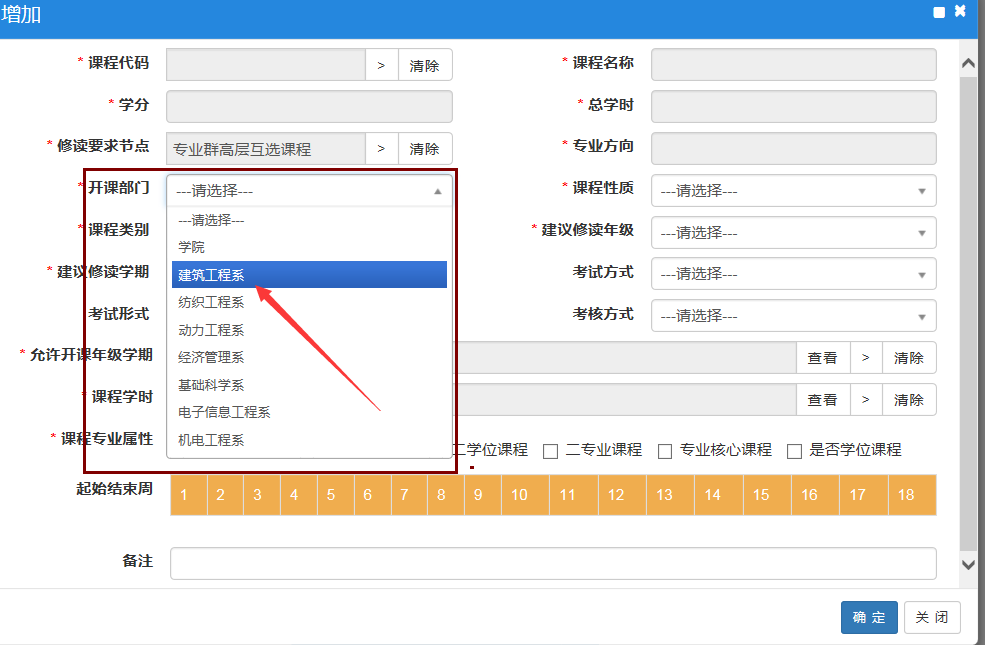 增加
* 课程代码 > 清除 * 课程名称
* 学分 * 总学时
* 修读要求节点 专业群高层互选课程 > 清除 * 专业方向
* 开课部门 ---请选择--- * 课程性质 ---请选择---
---请选择---
* 课程类别 * 建议修读年级 ---请选择---
学院
* 建议修读学期 建筑工程系 考试方式 ---请选择---
纺织工程系
考试形式 动力工程系 考核方式 ---请选择---
* 允许开课年级学期 经济管理系 查看 > 清除
基础科学系
* 课程学时 电子信息工程系 查看 > 清除
* 课程专业属性 机电工程系 二学位课程 二专业课程 专业核心课程 是否学位课程
起始结束周 1 2 3 4 5 6 7 8 9 10 11 12 13 14 15 16 17 18
备注
确 定 关 闭